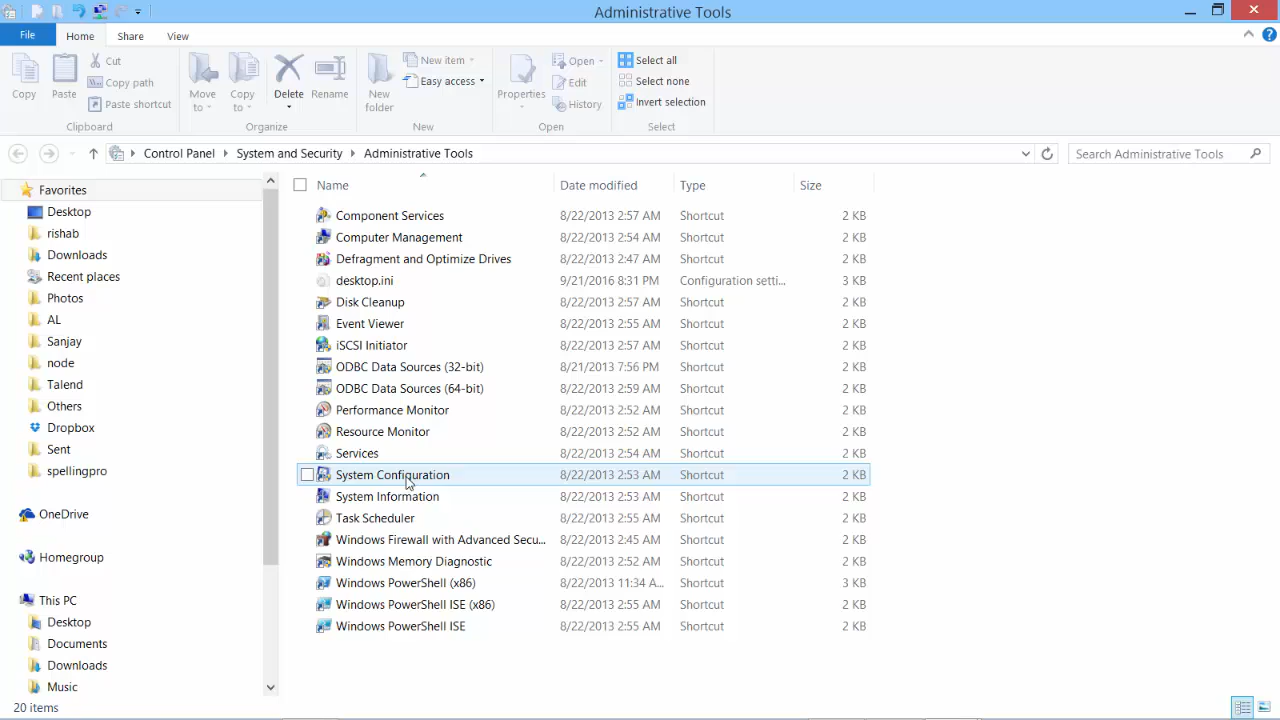 Administrative Tools
File Home Share View
Copy
Paste
Cut
Copy path
Paste shortcut
Clipboard
Move to
Copy to
Delete
Rename
Organize
New folder
New item
Easy access
New
Properties
Open
Edit
History
Open
Select all
Select none
Invert selection
Select
Control Panel System and Security Administrative Tools
Search Administrative Tools
Favorites
Desktop
rishab
Downloads
Recent places
Photos
AL
Sanjay
node
Talend
Others
Dropbox
Sent
spellingpro
OneDrive
Homegroup
This PC
Desktop
Documents
Downloads
Music
Name Date modified Type Size
Component Services 8/22/2013 2:57 AM Shortcut 2 KB
Computer Management 8/22/2013 2:54 AM Shortcut 2 KB
Defragment and Optimize Drives 8/22/2013 2:47 AM Shortcut 2 KB
desktop.ini 9/21/2016 8:31 PM Configuration setti... 3 KB
Disk Cleanup 8/22/2013 2:57 AM Shortcut 2 KB
Event Viewer 8/22/2013 2:55 AM Shortcut 2 KB
iSCSI Initiator 8/22/2013 2:57 AM Shortcut 2 KB
ODBC Data Sources (32-bit) 8/21/2013 7:56 PM Shortcut 2 KB
ODBC Data Sources (64-bit) 8/22/2013 2:59 AM Shortcut 2 KB
Performance Monitor 8/22/2013 2:52 AM Shortcut 2 KB
Resource Monitor 8/22/2013 2:52 AM Shortcut 2 KB
Services 8/22/2013 2:54 AM Shortcut 2 KB
System Configuration 8/22/2013 2:53 AM Shortcut 2 KB
System Information 8/22/2013 2:53 AM Shortcut 2 KB
Task Scheduler 8/22/2013 2:55 AM Shortcut 2 KB
Windows Firewall with Advanced Secu... 8/22/2013 2:45 AM Shortcut 2 KB
Windows Memory Diagnostic 8/22/2013 2:52 AM Shortcut 2 KB
Windows PowerShell (x86) 8/22/2013 11:34 A... Shortcut 3 KB
Windows PowerShell ISE (x86) 8/22/2013 2:55 AM Shortcut 2 KB
Windows PowerShell ISE 8/22/2013 2:55 AM Shortcut 2 KB
20 items